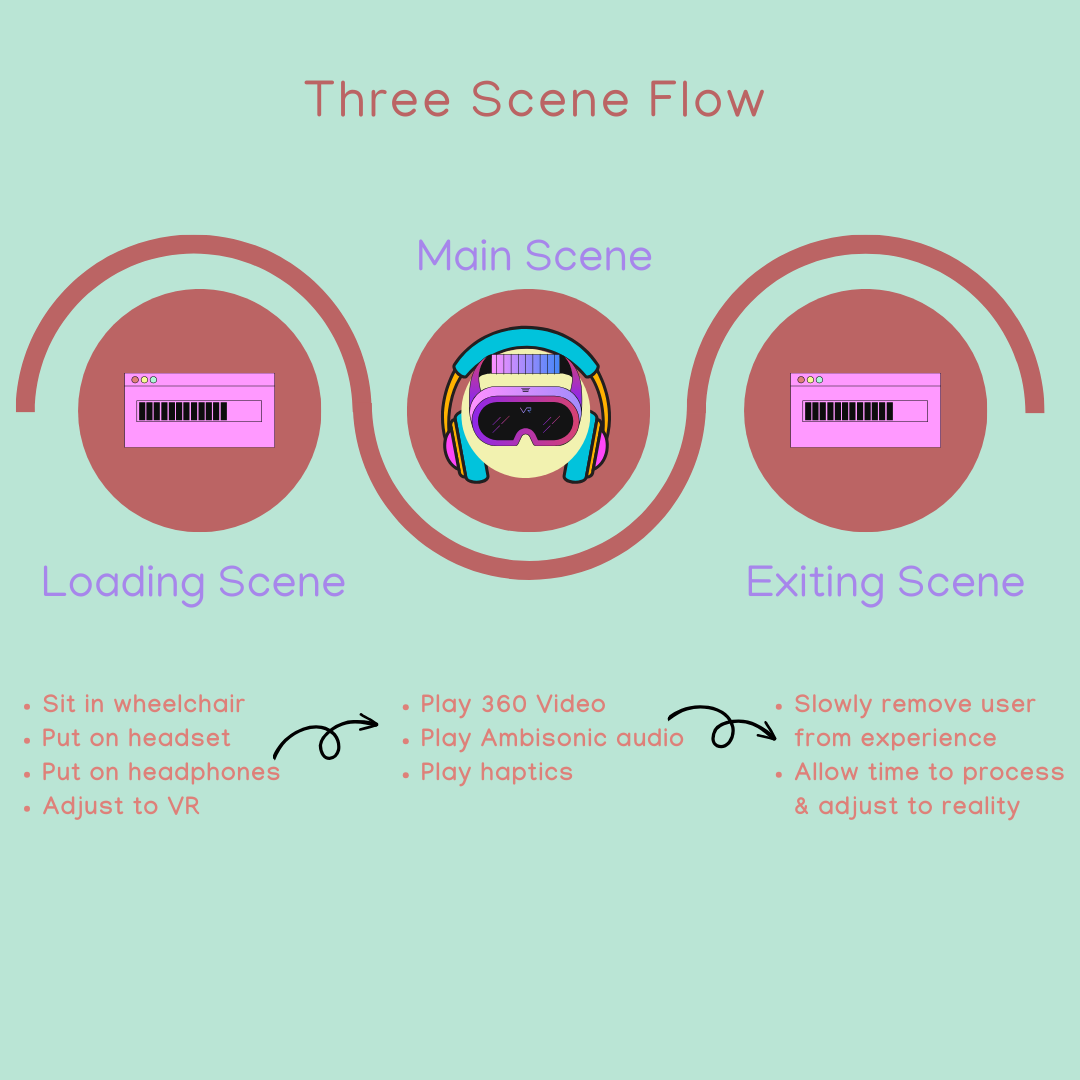 Three Scene Flow
Main Scene
VR
Loading Scene
Exiting Scene
• Sit in wheelchair
• Put on headset
• Put on headphones
• Adjust to VR
• Play 360 Video
• Play Ambisonic audio
• Play haptics
• Slowly remove user
from experience
• Allow time to process
& adjust to reality